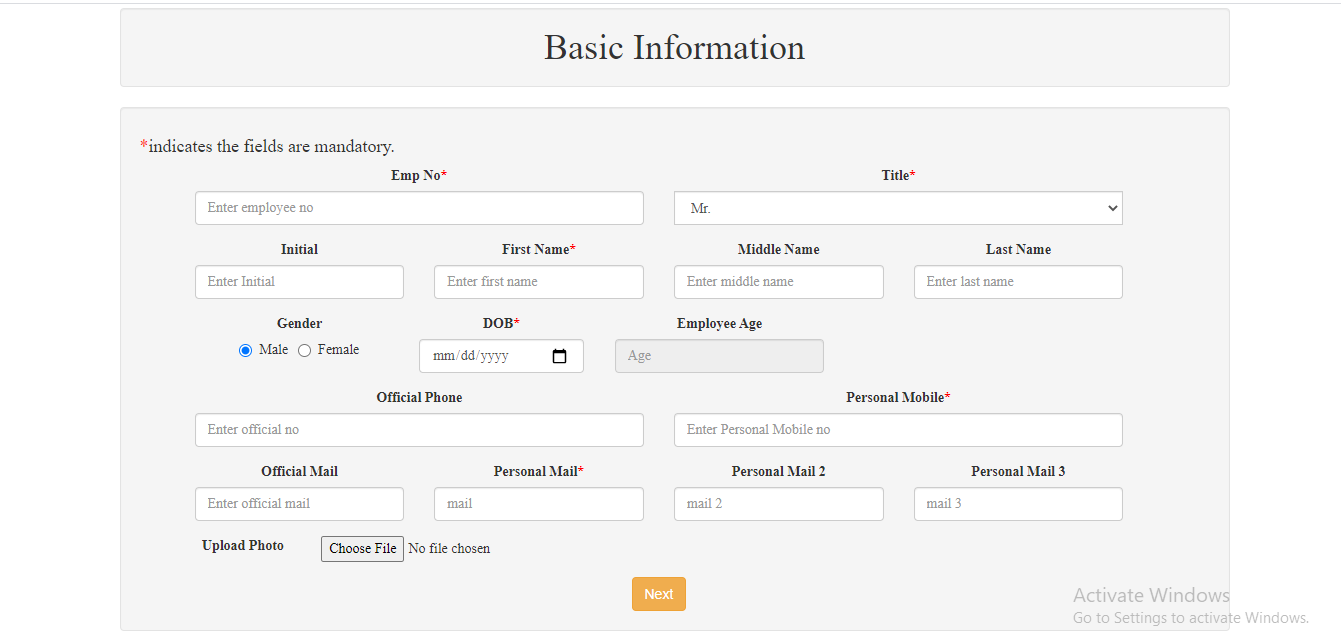 Basic Information
*indicates the fields are mandatory.
Emp No* Title*
Enter employee no Mr.
Initial First Name* Middle Name Last Name
Enter Initial Enter first name Enter middle name Enter last name
Gender DOB* Employee Age
Male Female mm/dd/yyyy Age
Official Phone Personal Mobile*
Enter official no Enter Personal Mobile no
Official Mail Personal Mail* Personal Mail 2 Personal Mail 3
Enter official mail mail mail 2 mail 3
Upload Photo Choose File No file chosen
Next
Activate Windows
Go to Settings to activate Windows.